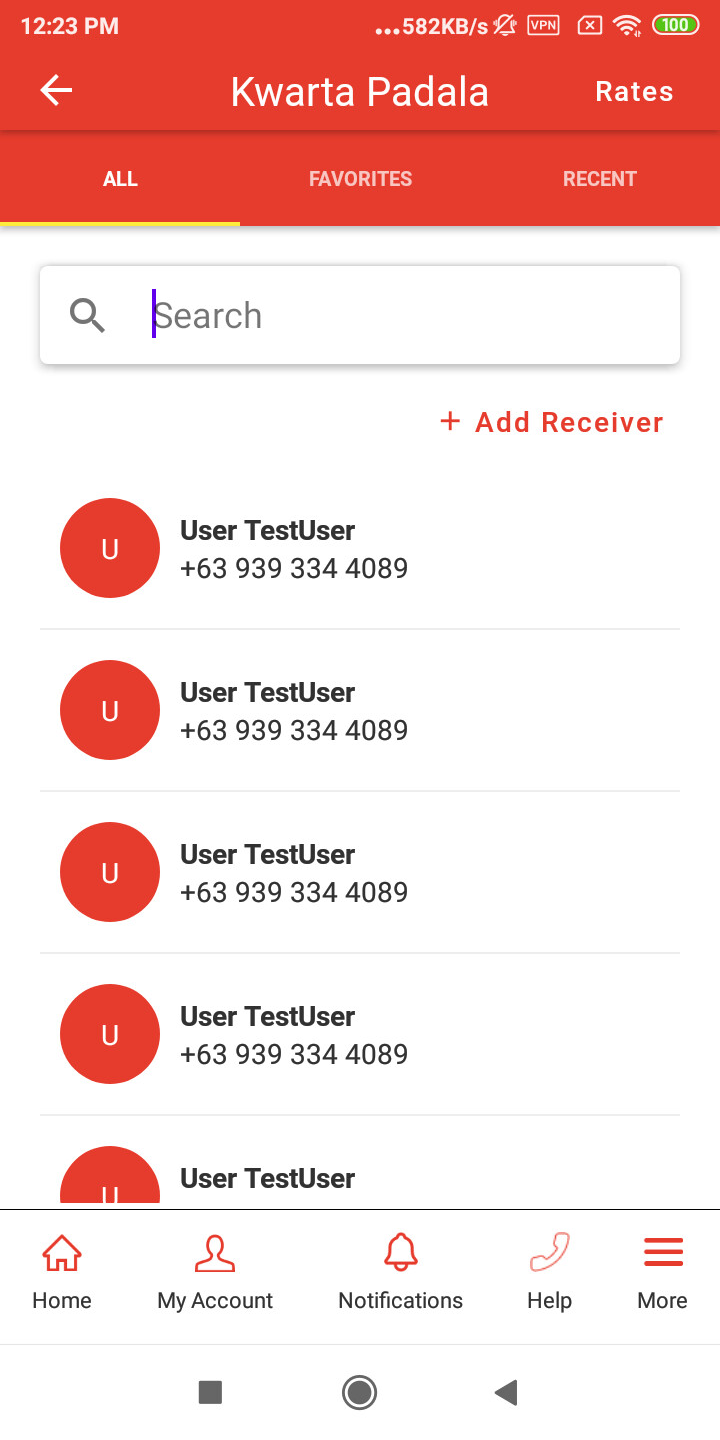 12:23 PM ...582KB/s VPN 100
Kwarta Padala Rates
ALL FAVORITES RECENT
Search
+ Add Receiver
U User TestUser
+63 939 334 4089
U User TestUser
+63 939 334 4089
U User TestUser
+63 939 334 4089
U User TestUser
+63 939 334 4089
U User TestUser
Home My Account Notifications Help More